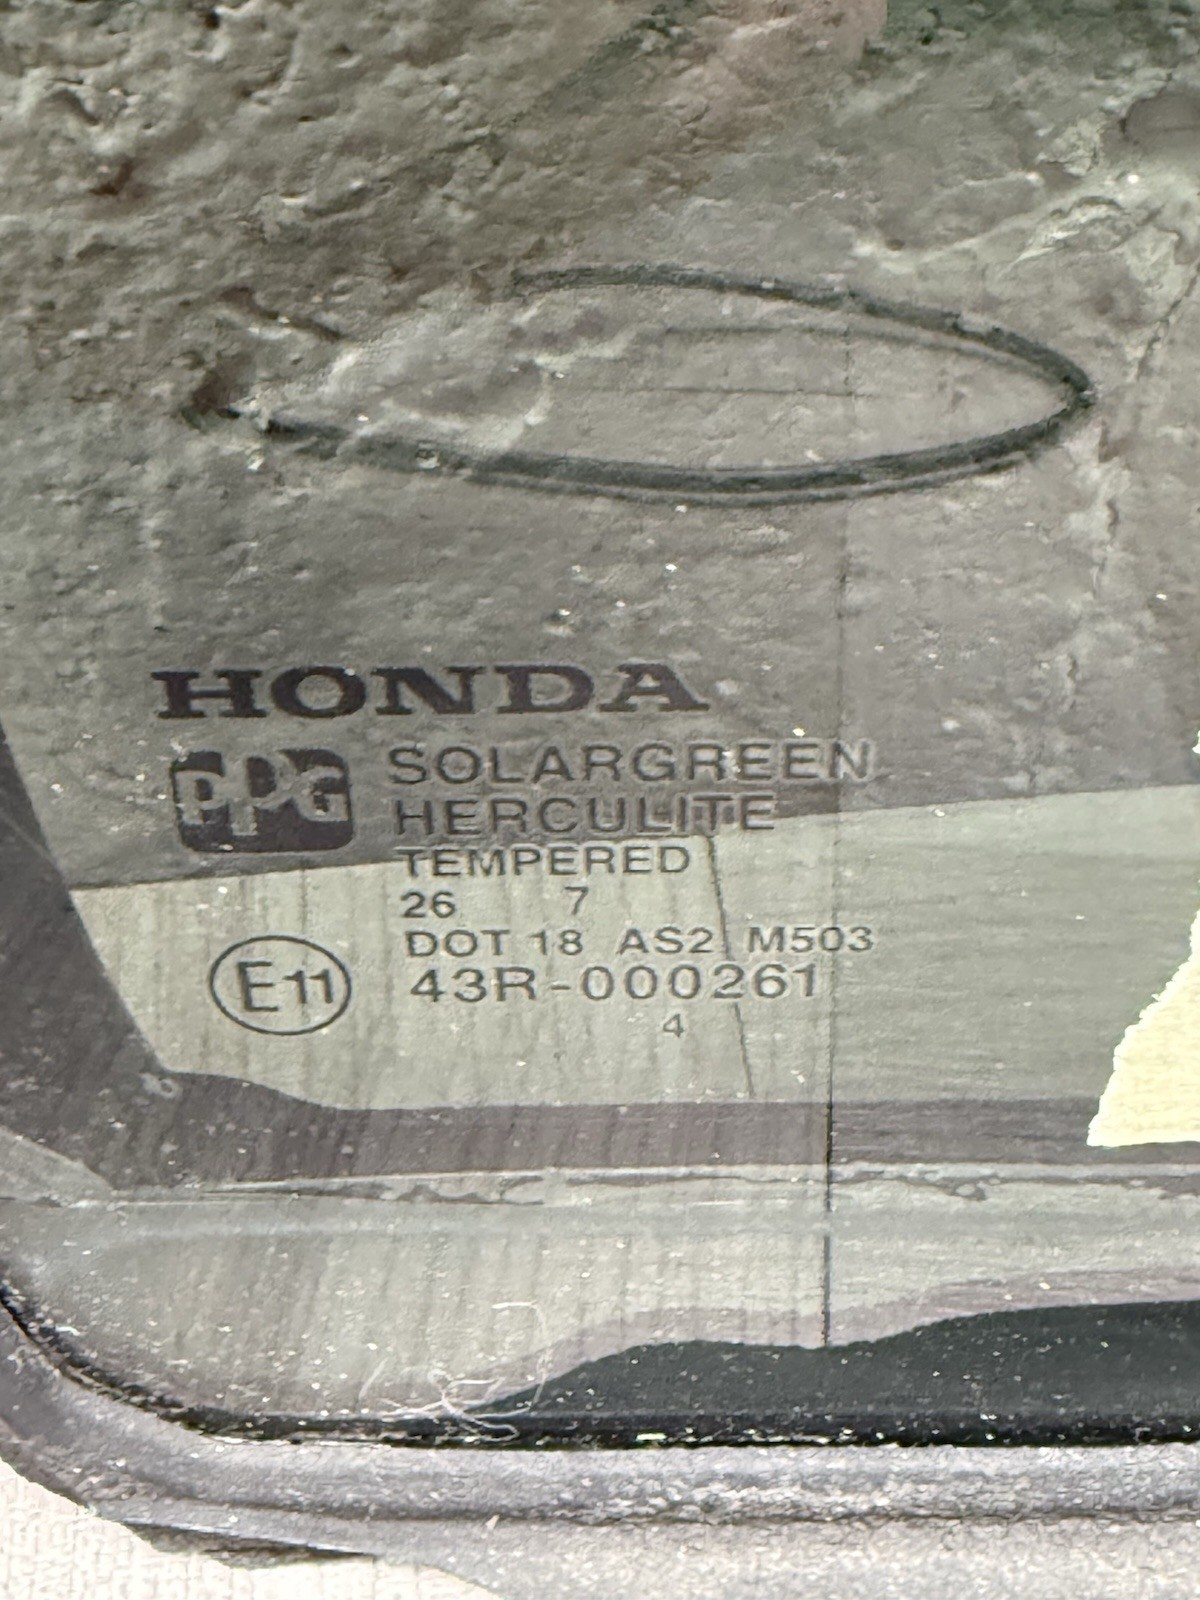 HONDA
PPG SOLARGREEN
HERCULITE
TEMPERED
26 7
DOT 18 AS2 M503
E11 43R-000261
4